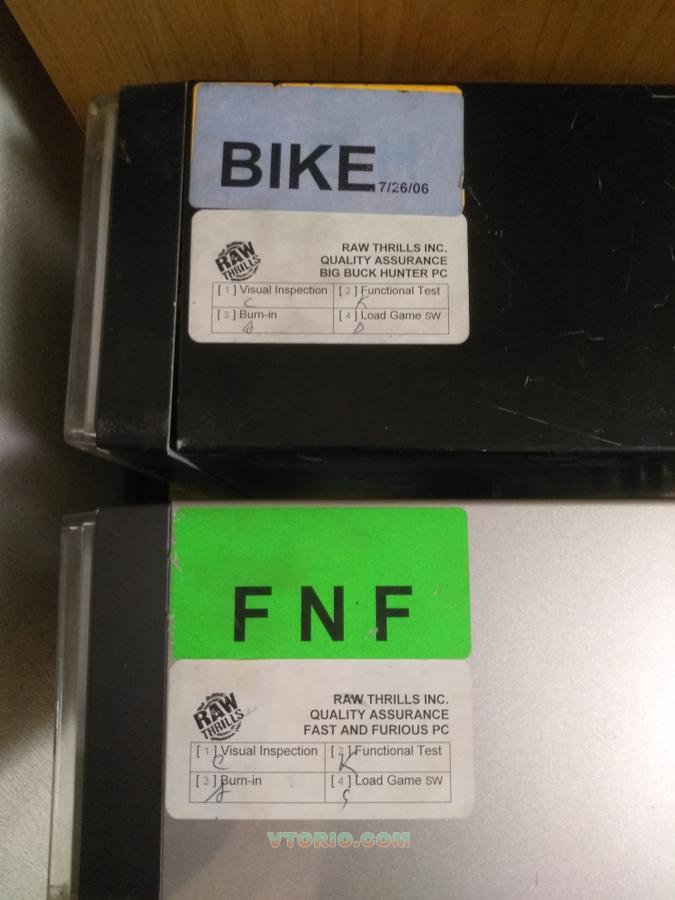 BIKE 7/26/06
RAW THRILLS
RAW THRILLS INC.
QUALITY ASSURANCE
BIG BUCK HUNTER PC
[ 1 ] Visual Inspection [ 2 ] Functional Test
C K
[ 3 ] Burn-in [ 4 ] Load Game SW
F N F
RAW THRILLS
RAW THRILLS INC.
QUALITY ASSURANCE
FAST AND FURIOUS PC
[ 1 ] Visual Inspection [ 2 ] Functional Test
C K
[ 3 ] Burn-in [ 4 ] Load Game SW
VTORIO.COM